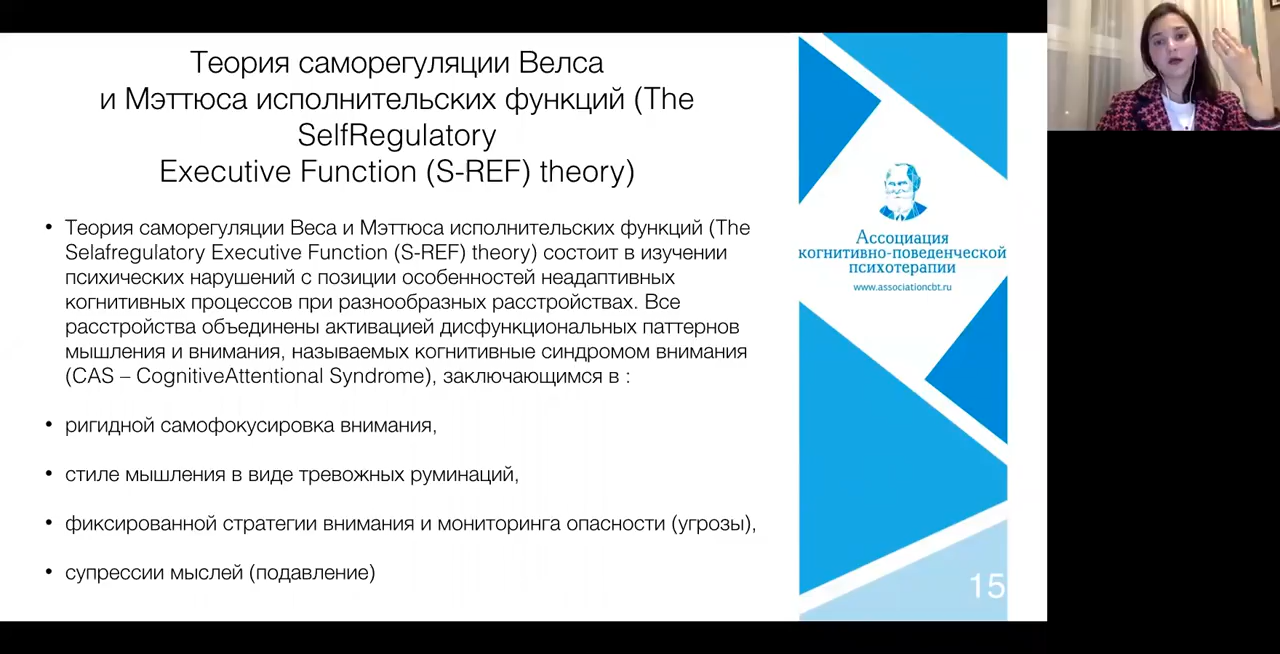 Теория саморегуляции Велса
и Мэттюса исполнительских функций (The
SelfRegulatory
Executive Function (S-REF) theory)
• Теория саморегуляции Веса и Мэттюса исполнительских функций (The
Selafregulatory Executive Function (S-REF) theory) состоит в изучении
психических нарушений с позиции особенностей неадаптивных
когнитивных процессов при разнообразных расстройствах. Все
расстройства объединены активацией дисфункциональных паттернов
мышления и внимания, называемых когнитивные синдромом внимания
(CAS – CognitiveAttentional Syndrome), заключающимся в :
• ригидной самофокусировка внимания,
• стиле мышления в виде тревожных руминаций,
• фиксированной стратегии внимания и мониторинга опасности (угрозы),
• супрессии мыслей (подавление)
Ассоциация
когнитивно-поведенческой
психотерапии
www.associationcbt.ru
15